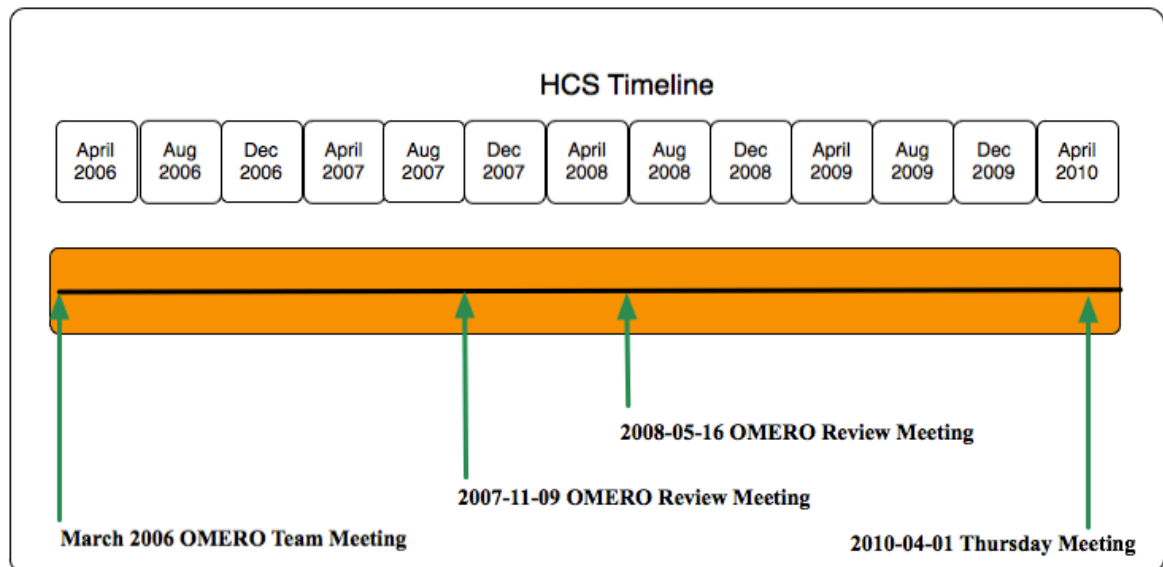 HCS Timeline
April
2006
Aug
2006
Dec
2006
April
2007
Aug
2007
Dec
2007
April
2008
Aug
2008
Dec
2008
April
2009
Aug
2009
Dec
2009
April
2010
2008-05-16 OMERO Review Meeting
2007-11-09 OMERO Review Meeting
March 2006 OMERO Team Meeting
2010-04-01 Thursday Meeting